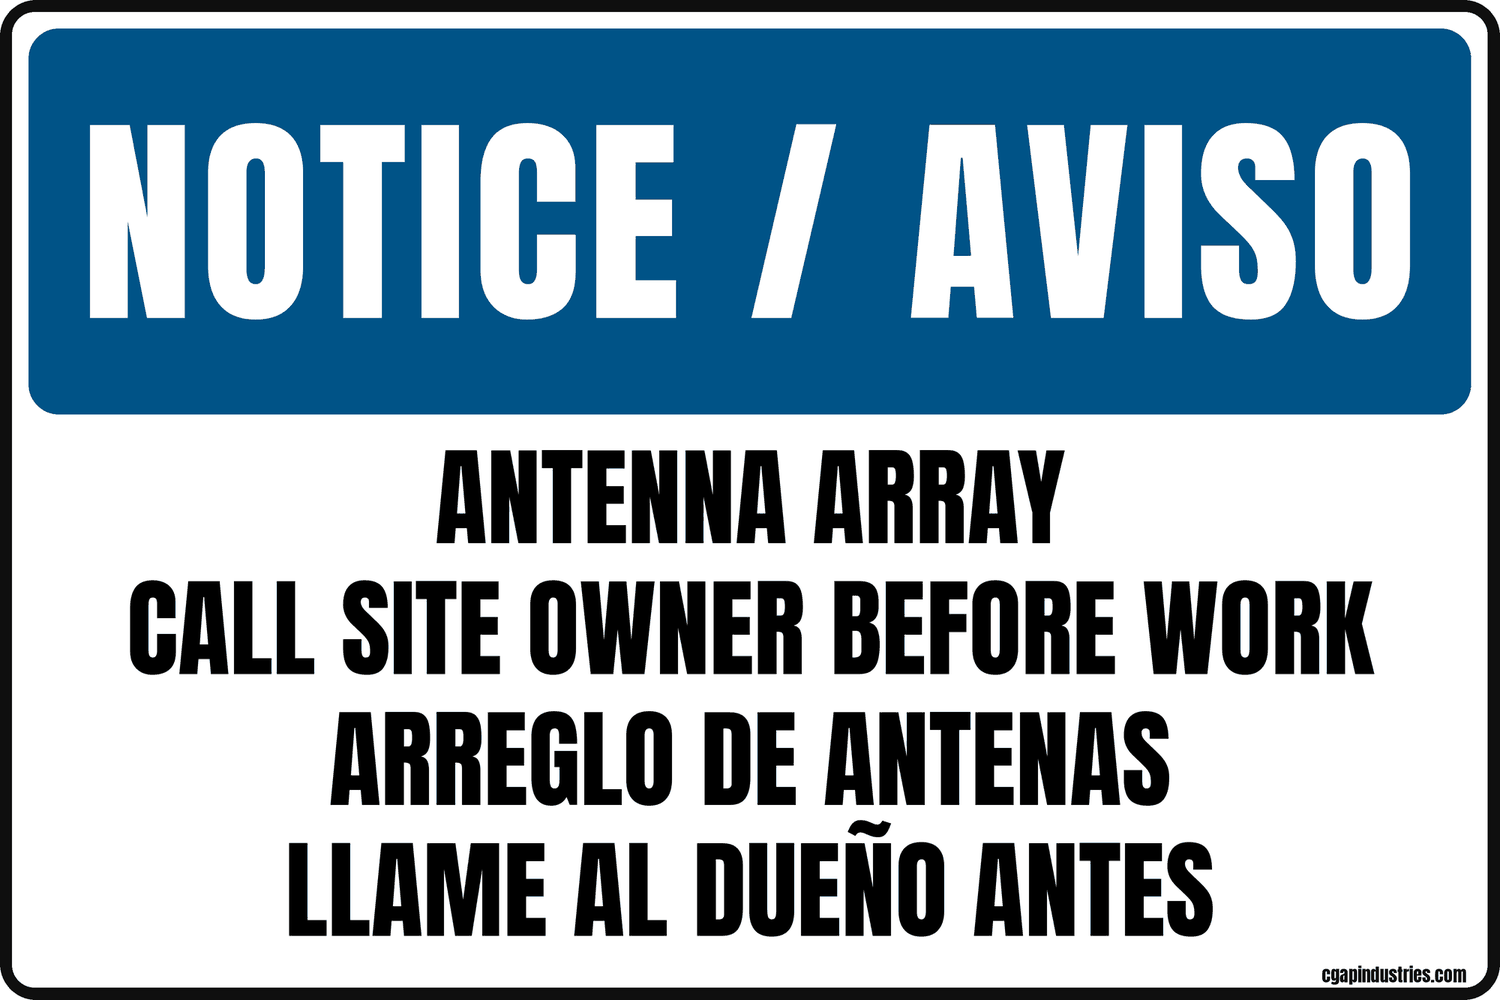 NOTICE / AVISO
ANTENNA ARRAY
CALL SITE OWNER BEFORE WORK
ARREGLO DE ANTENAS
LLAME AL DUEÑO ANTES
cgapindustries.com